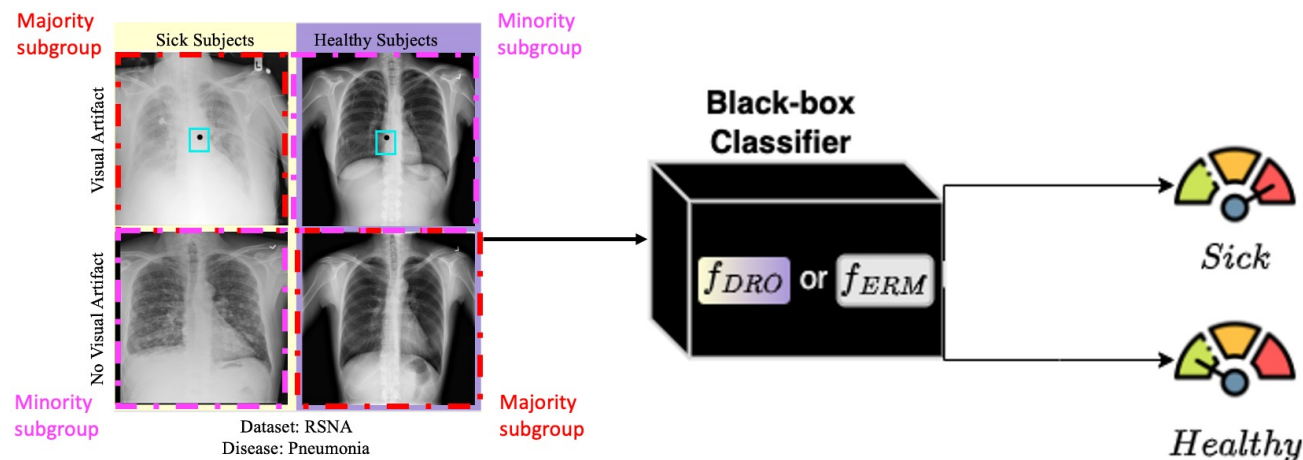 Majority
subgroup
Sick Subjects
Healthy Subjects
Minority
subgroup
Visual Artifact
L
No Visual Artifact
Minority
subgroup
Majority
subgroup
Dataset: RSNA
Disease: Pneumonia
Black-box
Classifier
f_DRO or f_ERM
Sick
Healthy